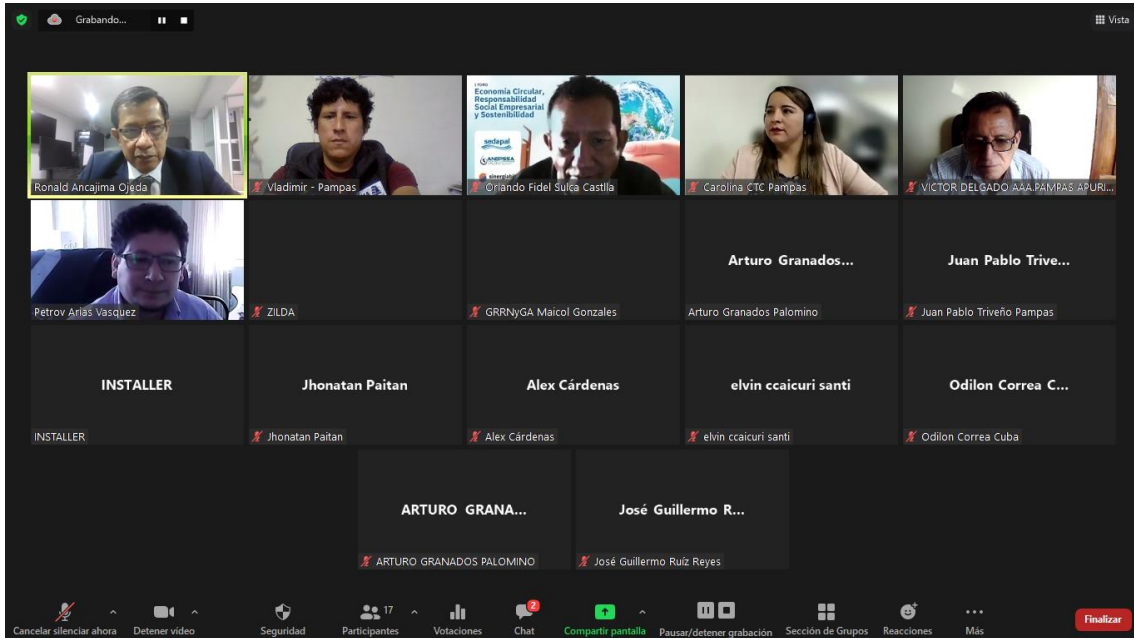 Grabando...
Vista
Ronald Ancajima Ojeda
Vladimir - Pampas
I FORO
Economía Circular,
Responsabilidad
Social Empresarial
y Sostenibilidad
sedapal
ANEPSSA
Orlando Fidel Sulca Castlla
Carolina CTC Pampas
VICTOR DELGADO AAA.PAMPAS APURI...
Petrov Arias Vasquez
ZILDA
GRRNyGA Maicol Gonzales
Arturo Granados...
Arturo Granados Palomino
Juan Pablo Trive...
Juan Pablo Triveño Pampas
INSTALLER
INSTALLER
Jhonatan Paitan
Jhonatan Paitan
Alex Cárdenas
Alex Cárdenas
elvin ccaicuri santi
elvin ccaicuri santi
Odilon Correa C...
Odilon Correa Cuba
ARTURO GRANA...
ARTURO GRANADOS PALOMINO
José Guillermo R...
José Guillermo Ruíz Reyes
Cancelar silenciar ahora
Detener video
Seguridad
17
Participantes
Votaciones
2
Chat
Compartir pantalla
Pausar/detener grabación
Sección de Grupos
Reacciones
Más
Finalizar